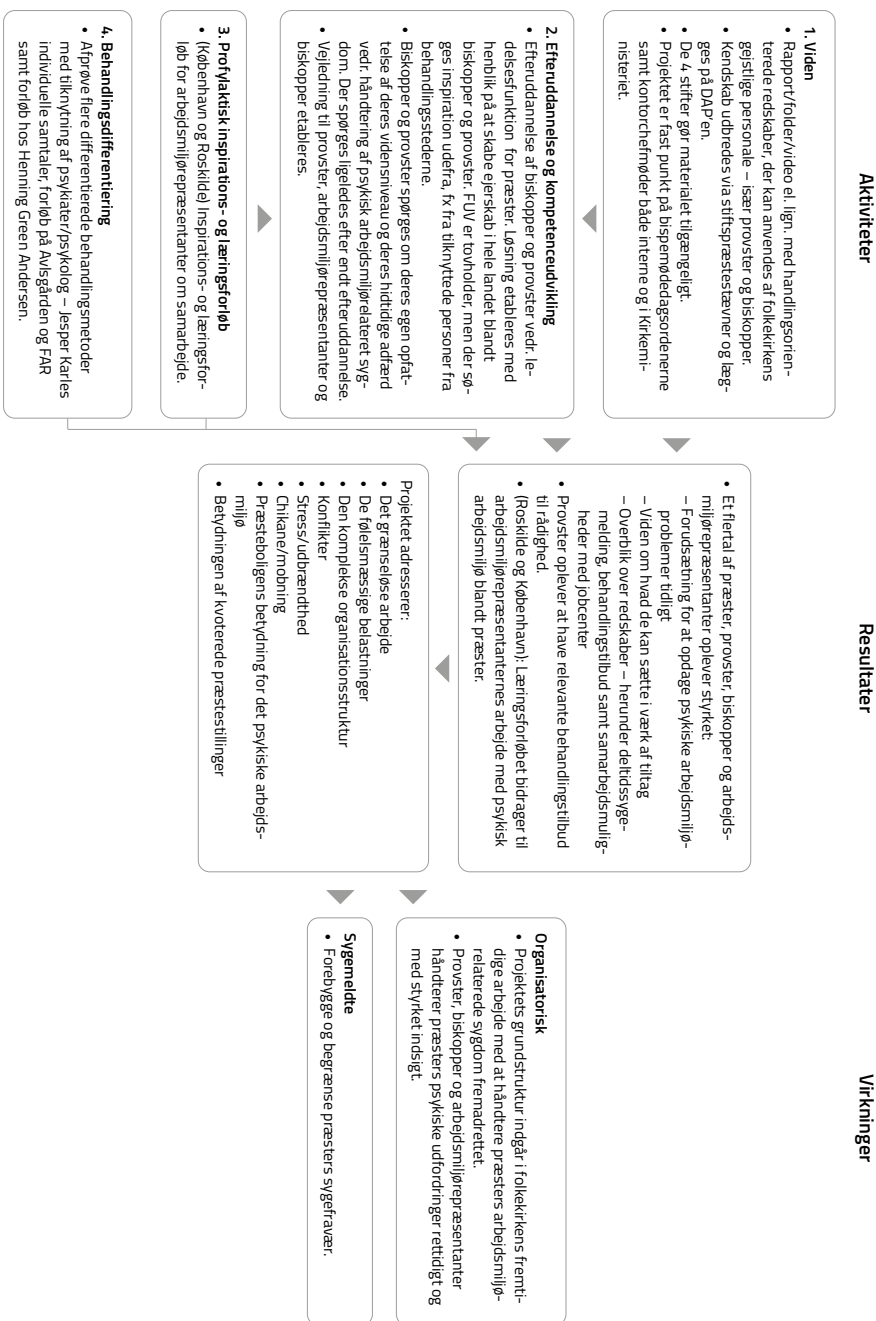 Aktiviteter
1. Viden
• Rapport/folder/video el. lign. med handlingsorien-
terede redskaber, der kan anvendes af folkekirkens
gejstlige personale – især provster og biskopper.
• Kendskab udbredes via stiftspræstestævner og læg-
ges på DAP'en.
• De 4 stifter gør materialet tilgængeligt.
• Projektet er fast punkt på bispemødedagsordenerne
samt kontorchefmøder både interne og i Kirkemi-
nisteriet.
2. Efteruddannelse og kompetenceudvikling
• Efteruddannelse af biskopper og provster vedr. le-
delsesfunktion for præster. Løsning etableres med
henblik på at skabe ejerskab i hele landet blandt
biskopper og provster. FUV er tovholder, men der sø-
ges inspiration udefra, fx fra tilknyttede personer fra
behandlingsstederne.
• Biskopper og provster spørges om deres egen opfat-
telse af deres vidensniveau og deres hidtidige adfærd
vedr. håndtering af psykisk arbejdsmiljørelateret syg-
dom. Der spørges ligeledes efter endt efteruddannelse.
• Vejledning til provster, arbejdsmiljørepræsentanter og
biskopper etableres.
3. Profylaktisk inspirations- og læringsforløb
• (København og Roskilde) Inspirations- og læringsfor-
løb for arbejdsmiljørepræsentanter om samarbejde.
4. Behandlingsdifferentiering
• Afprøve flere differentierede behandlingsmetoder
med tilknytning af psykiater/psykolog – Jesper Karles
individuelle samtaler, forløb på Avlsgården og FAR
samt forløb hos Henning Green Andersen.
Resultater
• Et flertal af præster, provster, biskopper og arbejds-
miljørepræsentanter oplever styrket:
– Forudsætning for at opdage psykiske arbejdsmiljø-
problemer tidligt
– Viden om hvad de kan sætte i værk af tiltag
– Overblik over redskaber – herunder deltidssyge-
melding, behandlingstilbud samt samarbejdsmulig-
heder med jobcenter
• Provster oplever at have relevante behandlingstilbud
til rådighed.
• (Roskilde og København): Læringsforløbet bidrager til
arbejdsmiljørepræsentanternes arbejde med psykisk
arbejdsmiljø blandt præster.
Projektet adresserer:
• Det grænseløse arbejde
• De følelsmæssige belastninger
• Den komplekse organisationsstruktur
• Konflikter
• Stress/udbrændthed
• Chikane/mobning
• Præsteboligens betydning for det psykiske arbejds-
miljø
• Betydningen af kvoterede præstestillinger
Virkninger
Organisatorisk
• Projektets grundstruktur indgår i folkekirkens fremti-
dige arbejde med at håndtere præsters arbejdsmiljø-
relaterede sygdom fremadrettet.
• Provster, biskopper og arbejdsmiljørepræsentanter
håndterer præsters psykiske udfordringer rettidigt og
med styrket indsigt.
Sygemeldte
• Forebygge og begrænse præsters sygefravær.